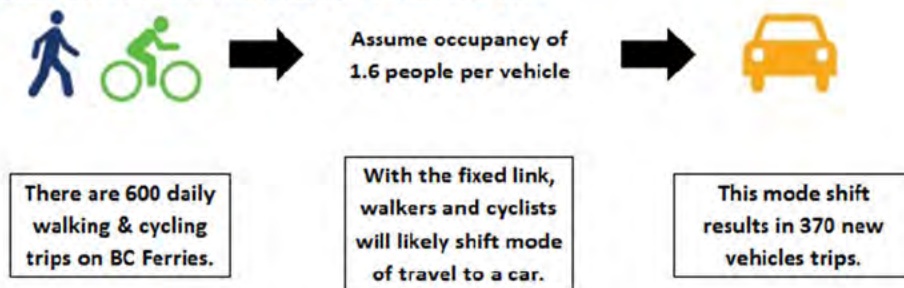 Assume occupancy of
1.6 people per vehicle
There are 600 daily
walking & cycling
trips on BC Ferries.
With the fixed link,
walkers and cyclists
will likely shift mode
of travel to a car.
This mode shift
results in 370 new
vehicles trips.